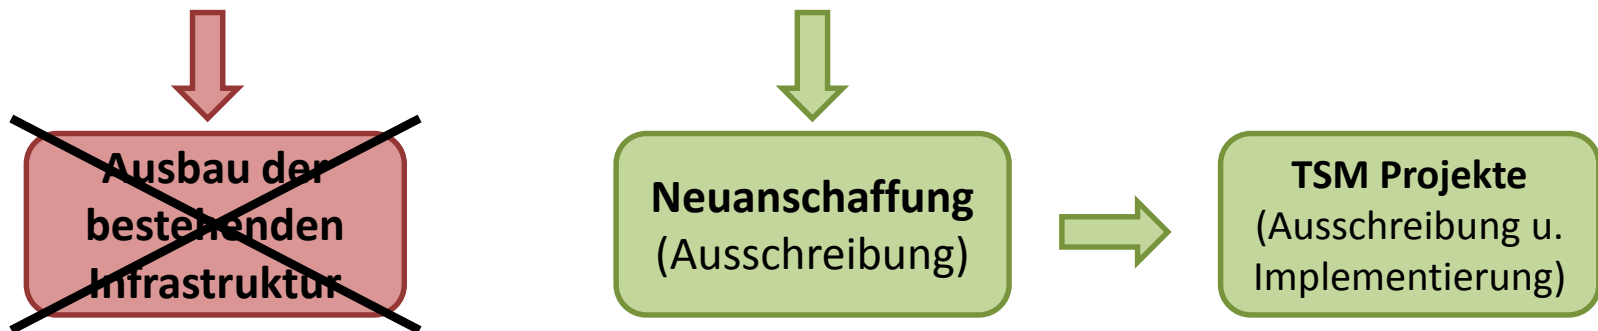 Ausbau der
bestehenden
Infrastruktur
Neuanschaffung
(Ausschreibung)
TSM Projekte
(Ausschreibung u.
Implementierung)